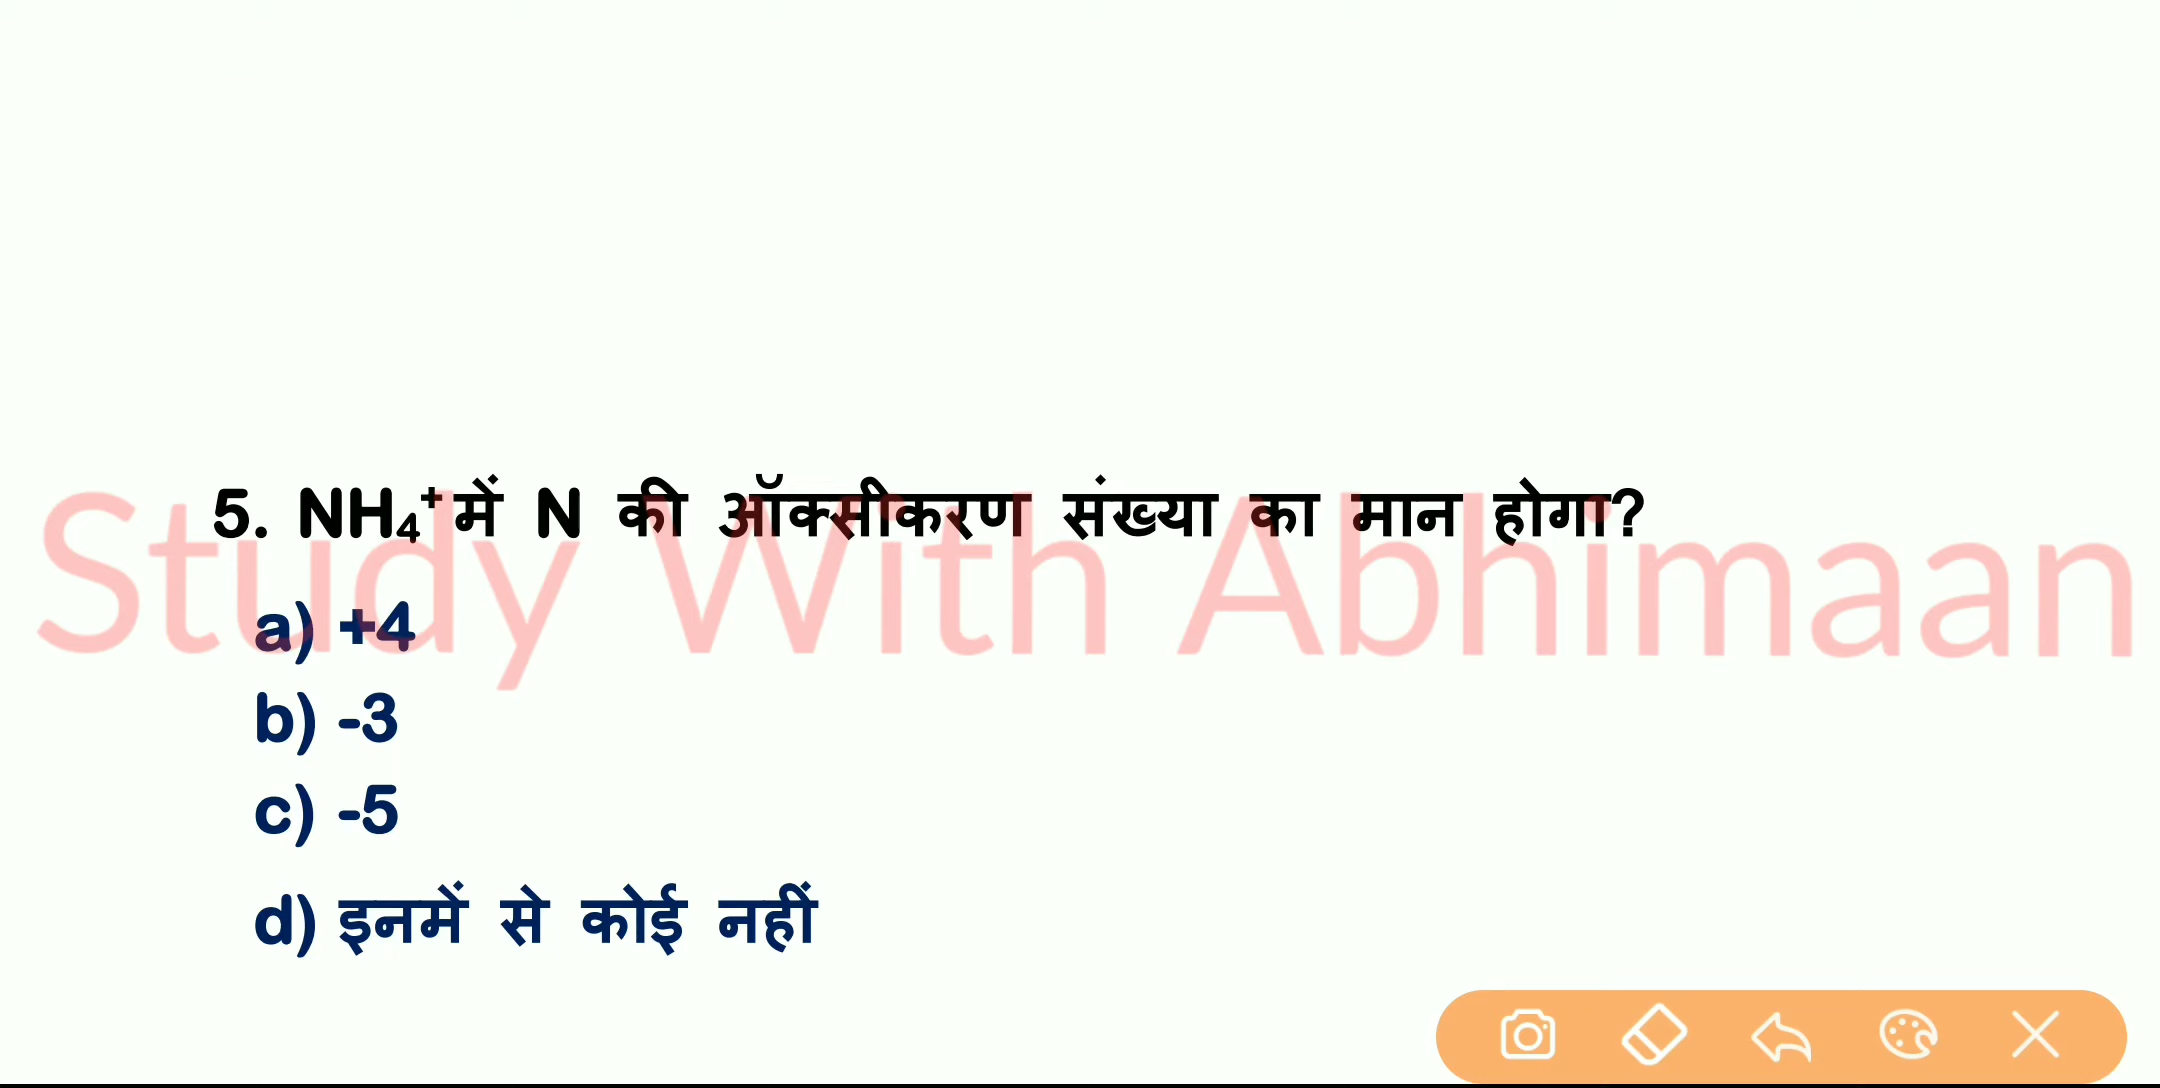 5. NH₄⁺में N की ऑक्सीकरण संख्या का मान होगा?
Study With Abhimaan
a) +4
b) -3
c) -5
d) इनमें से कोई नहीं